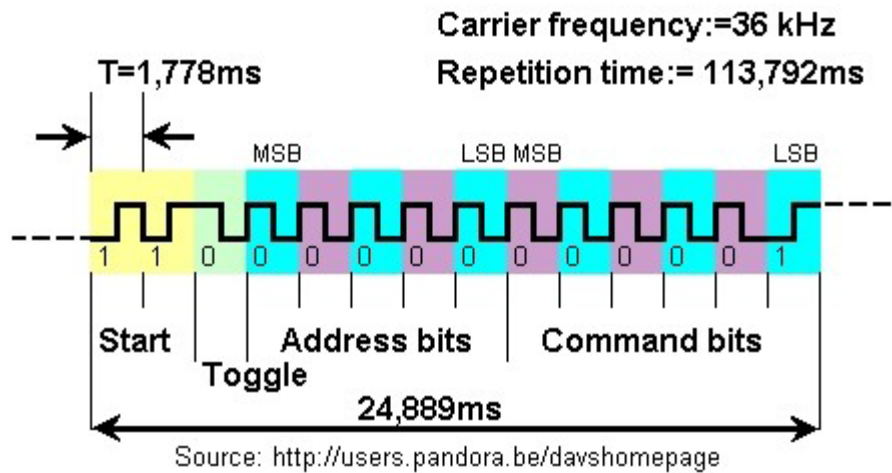 Carrier frequency:=36 kHz
T=1,778ms
Repetition time:= 113,792ms
MSB LSB MSB LSB
1 1 0 0 0 0 0 0 0 0 0 0 0 1
Start Address bits Command bits
Toggle
24,889ms
Source: http://users.pandora.be/davshomepage